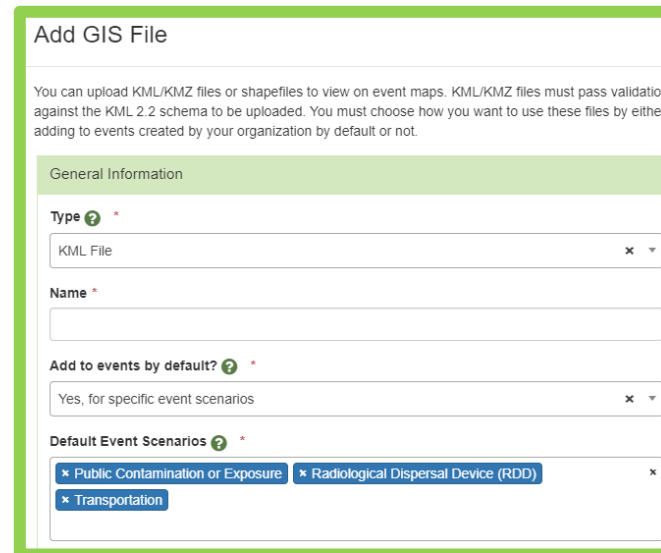 Add GIS File
You can upload KML/KMZ files or shapefiles to view on event maps. KML/KMZ files must pass validatio
against the KML 2.2 schema to be uploaded. You must choose how you want to use these files by eithe
adding to events created by your organization by default or not.
General Information
Type ? *
KML File × ▼
Name *
Add to events by default? ? *
Yes, for specific event scenarios × ▼
Default Event Scenarios ? *
× Public Contamination or Exposure × Radiological Dispersal Device (RDD) ×
× Transportation